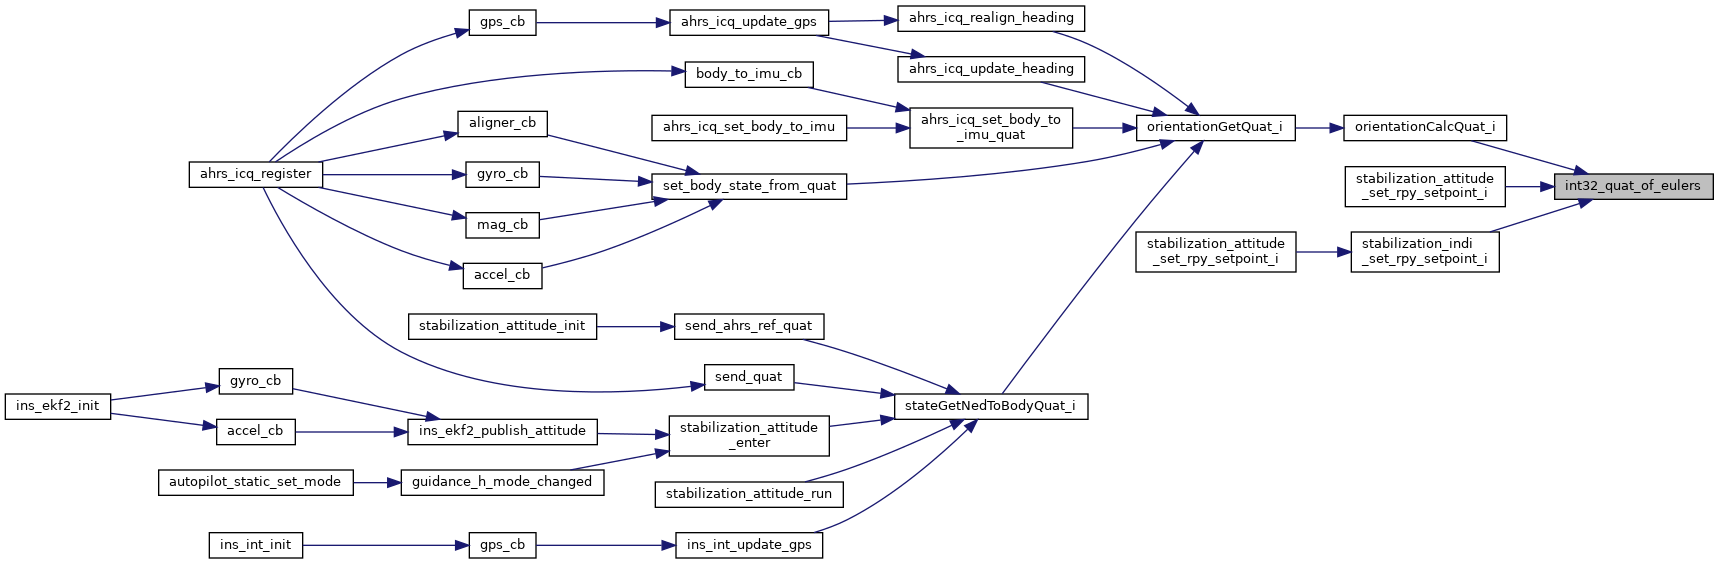 gps_cb
ahrs_icq_update_gps
ahrs_icq_realign_heading
ahrs_icq_update_heading
body_to_imu_cb
aligner_cb
ahrs_icq_set_body_to_imu
ahrs_icq_set_body_to
_imu_quat
orientationGetQuat_i
orientationCalcQuat_i
ahrs_icq_register
gyro_cb
set_body_state_from_quat
stabilization_attitude
_set_rpy_setpoint_i
int32_quat_of_eulers
mag_cb
accel_cb
stabilization_attitude
_set_rpy_setpoint_i
stabilization_indi
_set_rpy_setpoint_i
stabilization_attitude_init
send_ahrs_ref_quat
send_quat
gyro_cb
ins_ekf2_init
stateGetNedToBodyQuat_i
accel_cb
ins_ekf2_publish_attitude
stabilization_attitude
_enter
autopilot_static_set_mode
guidance_h_mode_changed
stabilization_attitude_run
ins_int_init
gps_cb
ins_int_update_gps